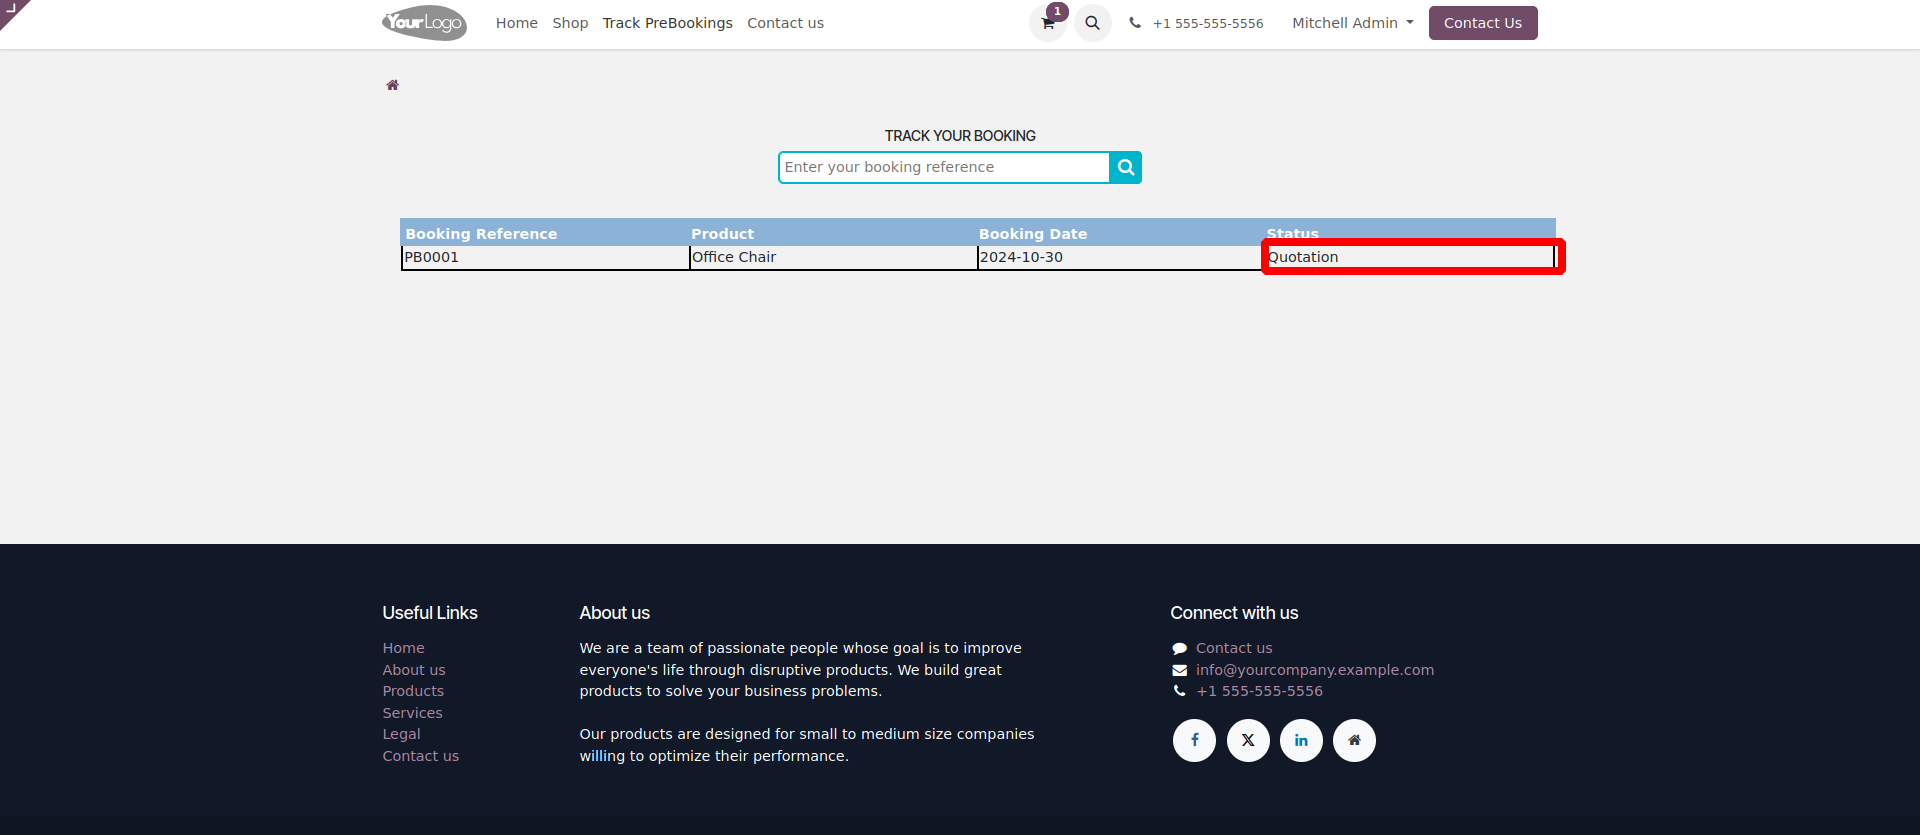 YourLogo
Home Shop Track PreBookings Contact us
1
+1 555-555-5556
Mitchell Admin
Contact Us
TRACK YOUR BOOKING
Enter your booking reference
Booking Reference Product Booking Date Status
PB0001 Office Chair 2024-10-30 Quotation
Useful Links
Home
About us
Products
Services
Legal
Contact us
About us
We are a team of passionate people whose goal is to improve
everyone's life through disruptive products. We build great
products to solve your business problems.
Our products are designed for small to medium size companies
willing to optimize their performance.
Connect with us
Contact us
info@yourcompany.example.com
+1 555-555-5556